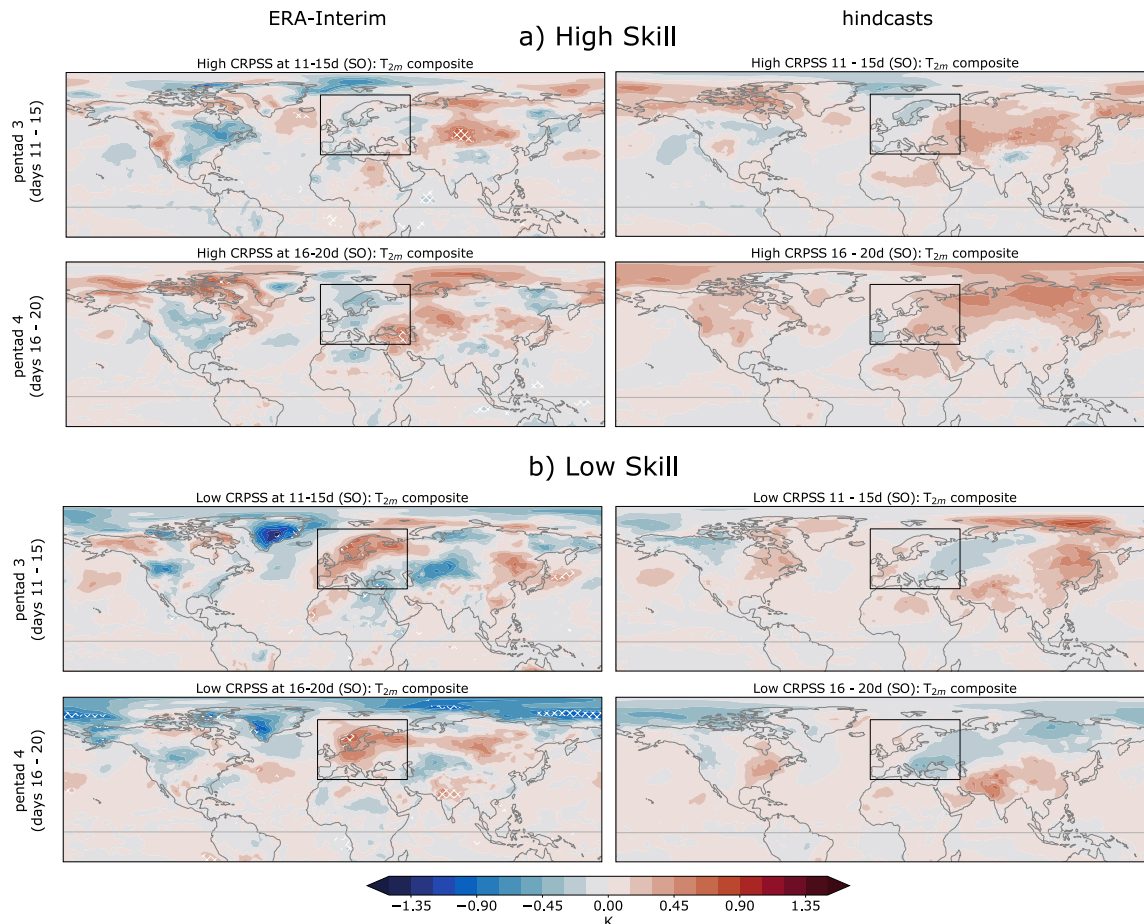 ERA-Interim hindcasts
a) High Skill
High CRPSS at 11-15d (SO): T2m composite
High CRPSS 11 - 15d (SO): T2m composite
pentad 3
(days 11 - 15)
High CRPSS at 16-20d (SO): T2m composite
High CRPSS 16 - 20d (SO): T2m composite
pentad 4
(days 16 - 20)
b) Low Skill
Low CRPSS at 11-15d (SO): T2m composite
Low CRPSS 11 - 15d (SO): T2m composite
pentad 3
(days 11 - 15)
Low CRPSS at 16-20d (SO): T2m composite
Low CRPSS 16 - 20d (SO): T2m composite
pentad 4
(days 16 - 20)
−1.35 −0.90 −0.45 0.00 0.45 0.90 1.35
K